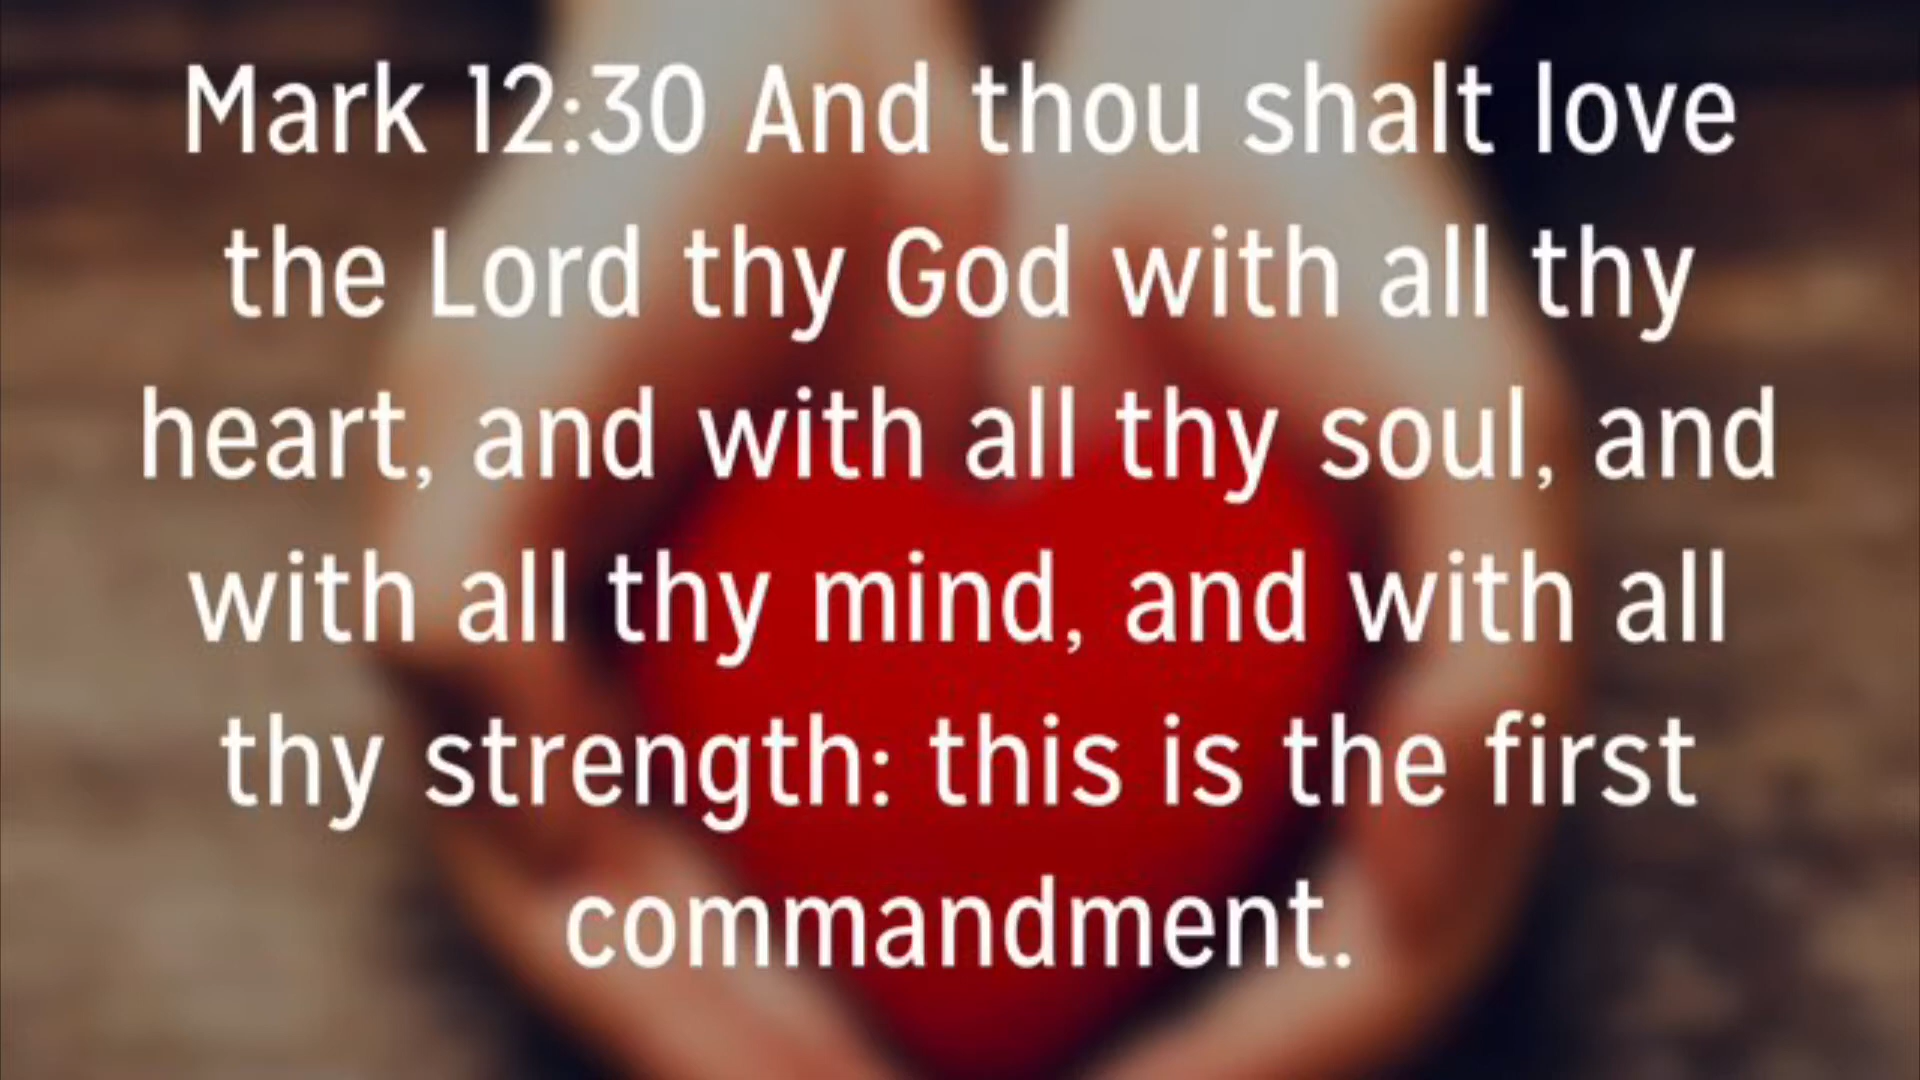 Mark 12:30 And thou shalt love
the Lord thy God with all thy
heart, and with all thy soul, and
with all thy mind, and with all
thy strength: this is the first
commandment.